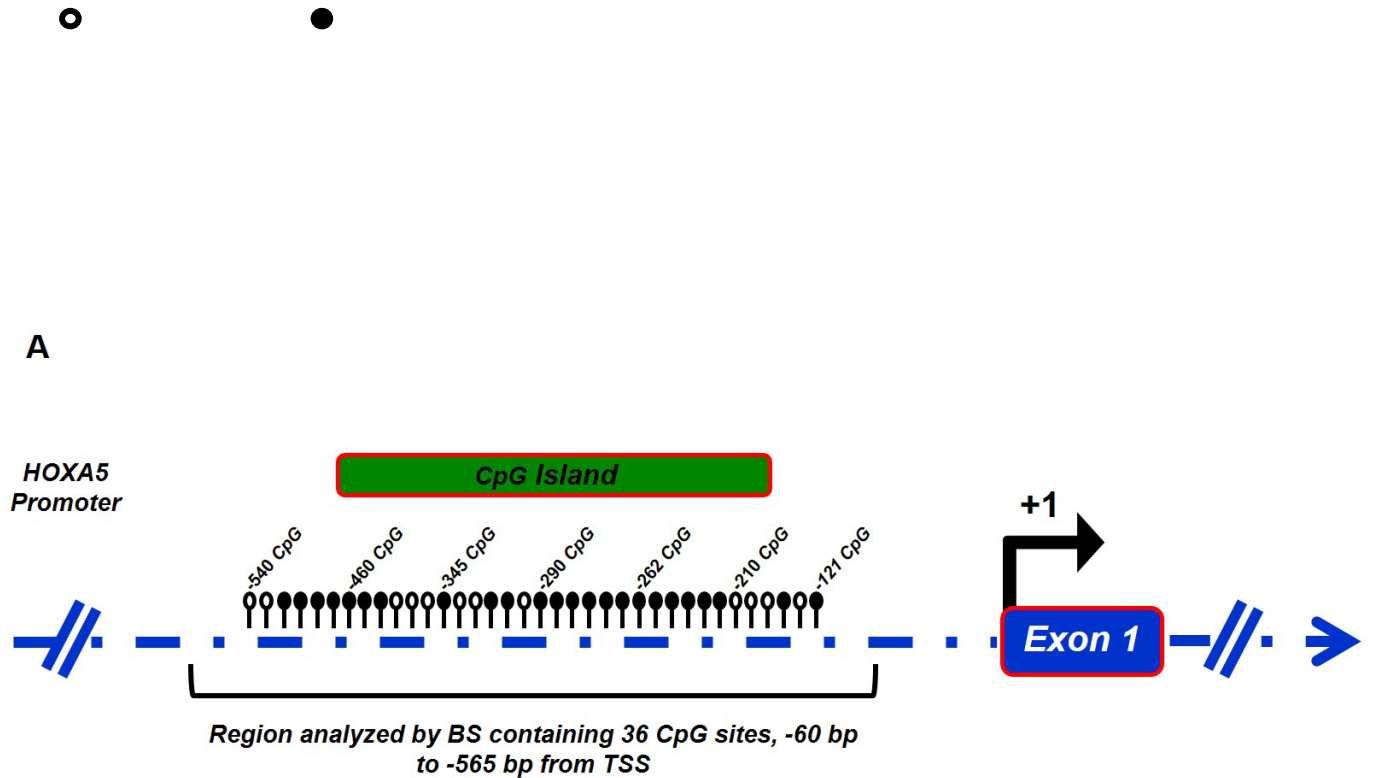 A
HOXA5
Promoter
CpG Island
-540 CpG
-460 CpG
-345 CpG
-290 CpG
-262 CpG
-210 CpG
-121 CpG
+1
Exon 1
Region analyzed by BS containing 36 CpG sites, -60 bp
to -565 bp from TSS